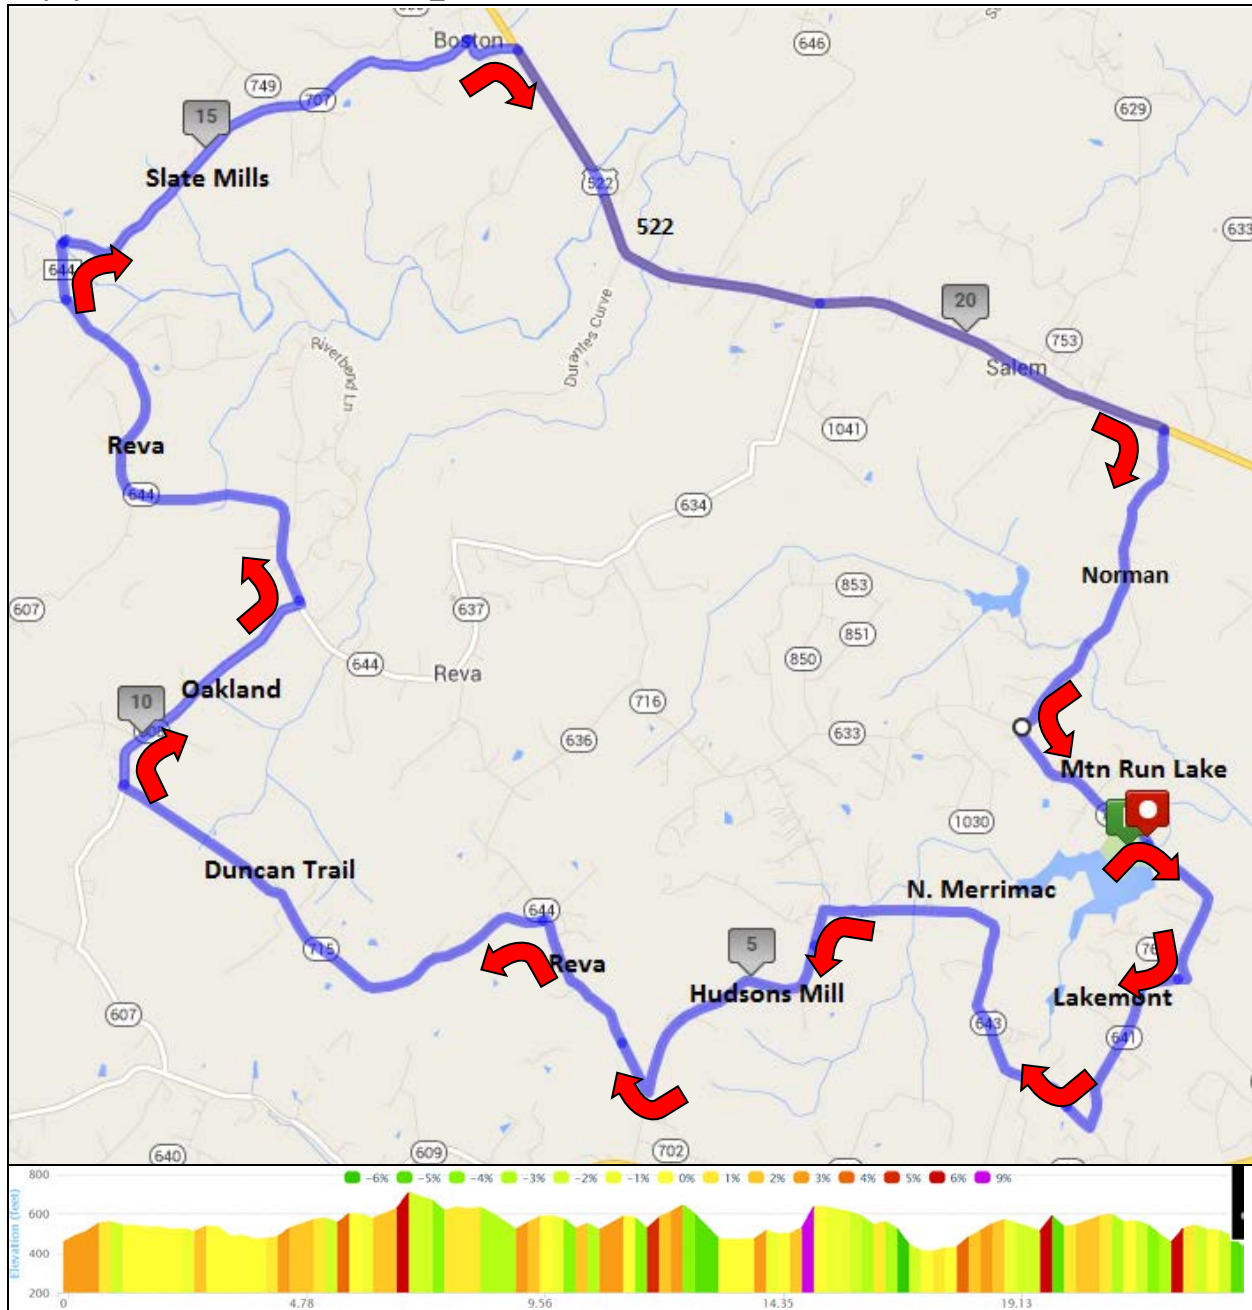 Boston
646
749
707
629
15
Slate Mills
522
633
522
644
20
753
Salem
Riverbend Ln
Durantes Curve
Reva
1041
644
634
Norman
853
607
637
851
644
850
Reva
Oakland
716
10
636
633
Mtn Run Lake
1030
Duncan Trail
N. Merrimac
644
5
715
Reva
Hudsons Mill
Lakemont
607
643
641
640
609
702
800
-6% -5% -4% -3% -2% -1% 0% 1% 2% 3% 4% 5% 6% 9%
Elevation (feet)
600
400
200
0 4.78 9.56 14.35 19.13